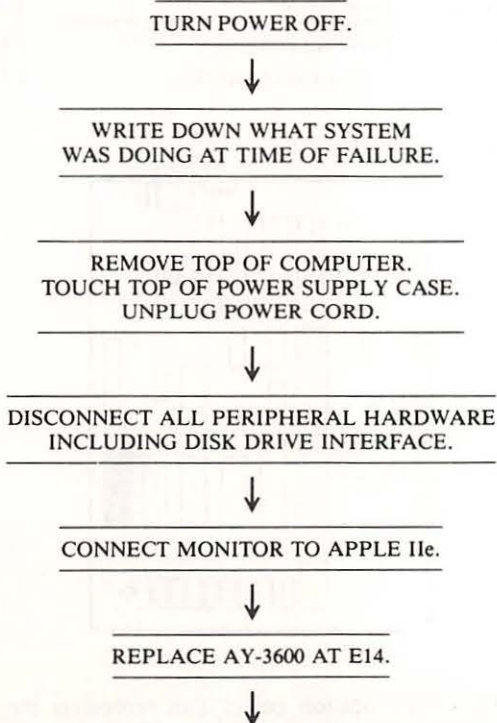 TURN POWER OFF.
WRITE DOWN WHAT SYSTEM
WAS DOING AT TIME OF FAILURE.
REMOVE TOP OF COMPUTER.
TOUCH TOP OF POWER SUPPLY CASE.
UNPLUG POWER CORD.
DISCONNECT ALL PERIPHERAL HARDWARE
INCLUDING DISK DRIVE INTERFACE.
CONNECT MONITOR TO APPLE IIe.
REPLACE AY-3600 AT E14.